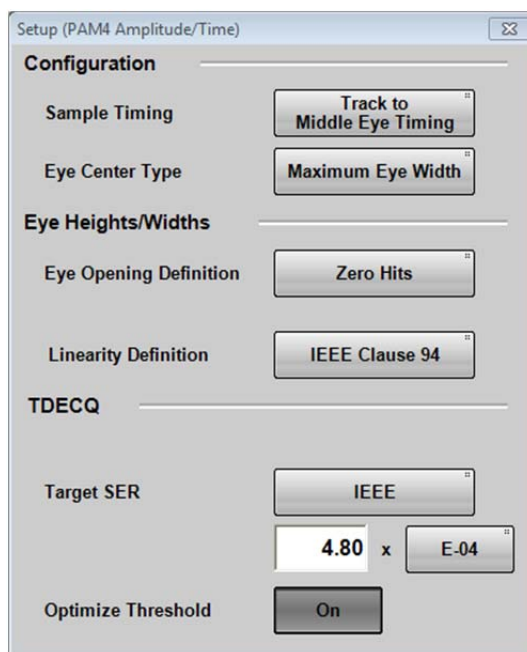 Setup (PAM4 Amplitude/Time)
Configuration
Sample Timing
Track to
Middle Eye Timing
Eye Center Type
Maximum Eye Width
Eye Heights/Widths
Eye Opening Definition
Zero Hits
Linearity Definition
IEEE Clause 94
TDECQ
Target SER
IEEE
4.80 x E-04
Optimize Threshold
On